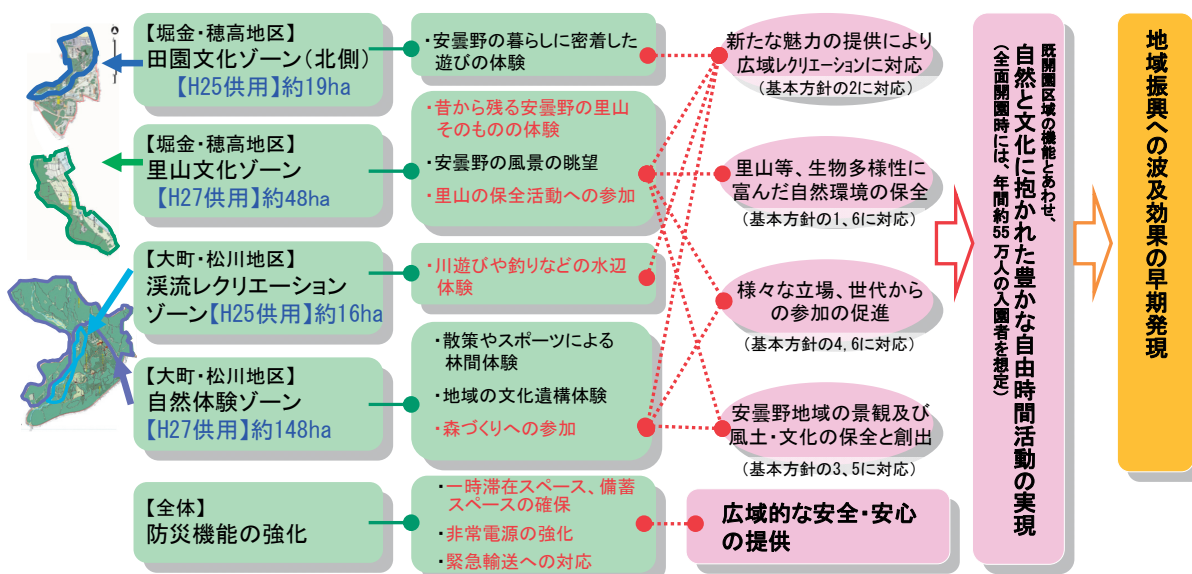 【堀金・穂高地区】
田園文化ゾーン(北側)
【H25供用】約19ha
・安曇野の暮らしに密着した
遊びの体験
【堀金・穂高地区】
里山文化ゾーン
【H27供用】約48ha
・昔から残る安曇野の里山
そのものの体験
・安曇野の風景の眺望
・里山の保全活動への参加
【大町・松川地区】
渓流レクリエーション
ゾーン【H25供用】約16ha
・川遊びや釣りなどの水辺
体験
【大町・松川地区】
自然体験ゾーン
【H27供用】約148ha
・散策やスポーツによる
林間体験
・地域の文化遺構体験
・森づくりへの参加
【全体】
防災機能の強化
・一時滞在スペース、備蓄
スペースの確保
・非常電源の強化
・緊急輸送への対応
新たな魅力の提供により
広域レクリエーションに対応
(基本方針の2に対応)
里山等、生物多様性に
富んだ自然環境の保全
(基本方針の1、6に対応)
様々な立場、世代から
の参加の促進
(基本方針の4,6に対応)
安曇野地域の景観及び
風土・文化の保全と創出
(基本方針の3、5に対応)
広域的な安全・安心
の提供
既開園区域の機能とあわせ、
自然と文化に抱かれた豊かな自由時間活動の実現
(全面開園時には、年間約55万人の入園者を想定)
地域振興への波及効果の早期発現